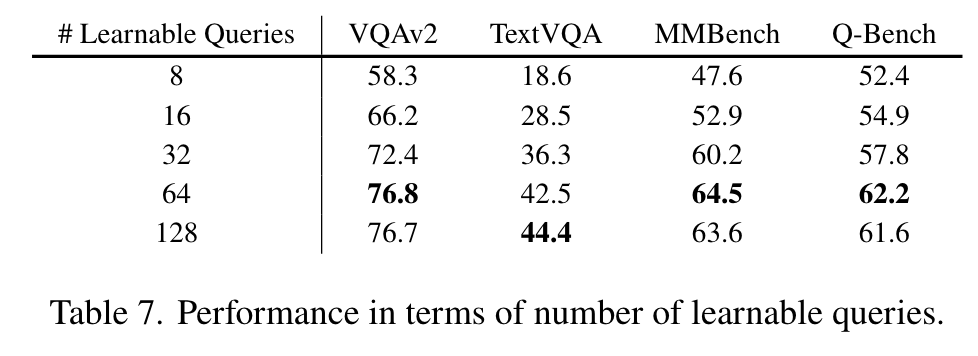 # Learnable Queries VQAv2 TextVQA MMBench Q-Bench
8 58.3 18.6 47.6 52.4
16 66.2 28.5 52.9 54.9
32 72.4 36.3 60.2 57.8
64 76.8 42.5 64.5 62.2
128 76.7 44.4 63.6 61.6
Table 7. Performance in terms of number of learnable queries.